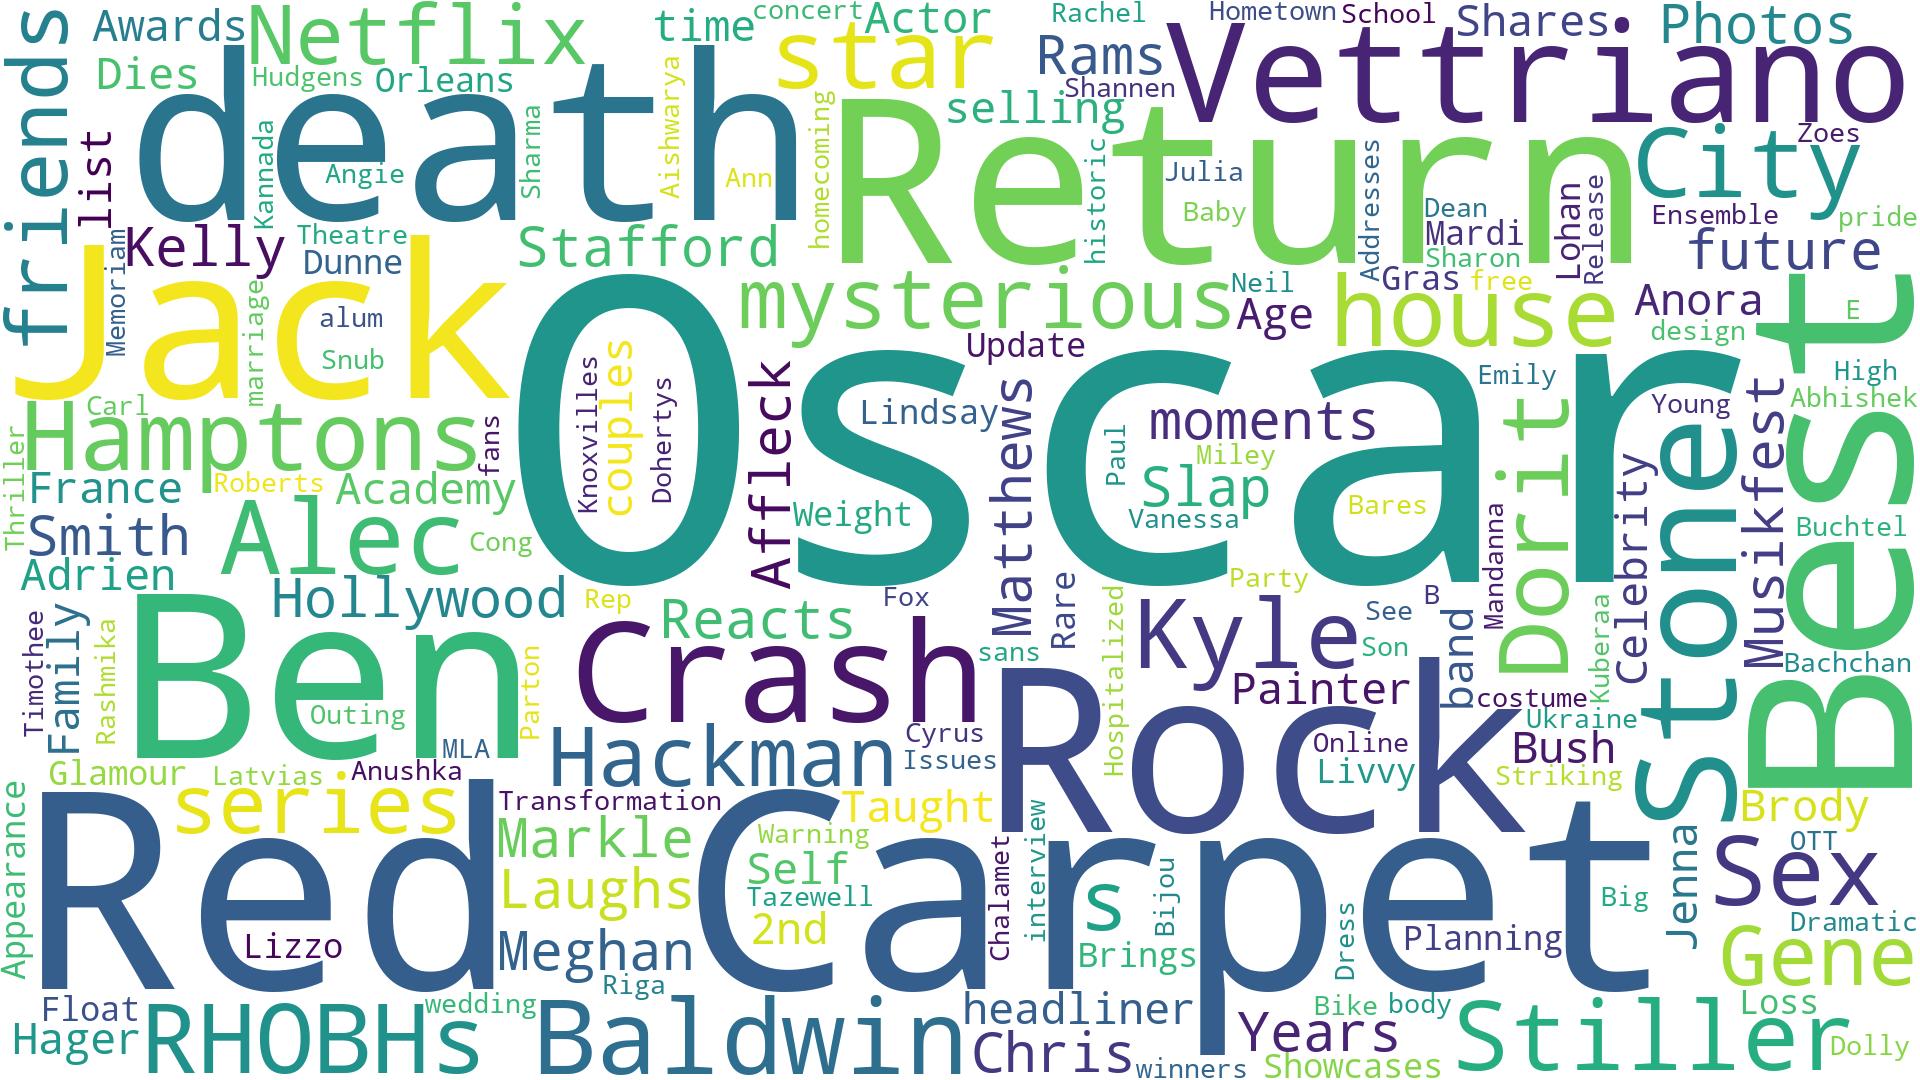 friends
Awards
Netflix
time
concert
Actor
Rachel
Hometown
School
Shares
Photos
Dies
Hudgens
Orleans
star
Rams
Shannen
Vettriano
list
death
Kannada
Angie
Sharma
Aishwarya
Ann
homecoming
Return
selling
historic
Julia
Baby
Addresses
Dean
Mardi
Sharon
Gras
free
Lohan
Release
City
Zoes
Ensemble
pride
future
Memoriam
Kelly
Theatre
Dunne
Stafford
mysterious
Neil
Age
house
Anora
design
E
Best
Jack
marriage
alum
Snub
Oscar
Knoxvilles
couples
Dohertys
Affleck
Update
Lindsay
Matthews
moments
Paul
Miley
Slap
Vanessa
Weight
Bares
Emily
Dorit
Celebrity
Young
Stone
Musikfest
High
Abhishek
Buchtel
Bachchan
Thriller
Hamptons
Carl
fans
France
Roberts
Academy
Smith
Alec
Cong
Adrien
Hollywood
Rep
Reacts
Fox
sans
Rare
Hospitalized
Party
Kyle
See
Son
B
band
Mandanna
Kuberaa
Painter
costume
Ukraine
Timothee
Family
Rashmika
Ben
Outing
Parton
MLA
Crash
Hackman
Cyrus
Issues
Rock
Online
Livvy
Bush
Striking
Glamour
Latvias
Anushka
series
Transformation
Markle
Taught
Warning
Self
Tazewell
2nd
Laughs
Meghan
Red Carpet
Appearance
Lizzo
Chalamet
interview
s
Bijou
Brings
Dress
Planning
Big
Jenna
Brody
OTT
Sex
Dramatic
Gene
Float
Hager
RHOBHs
wedding
Riga
Baldwin
headliner
Chris
winners
Years
Bike
body
Showcases
Stiller
Loss
Dolly